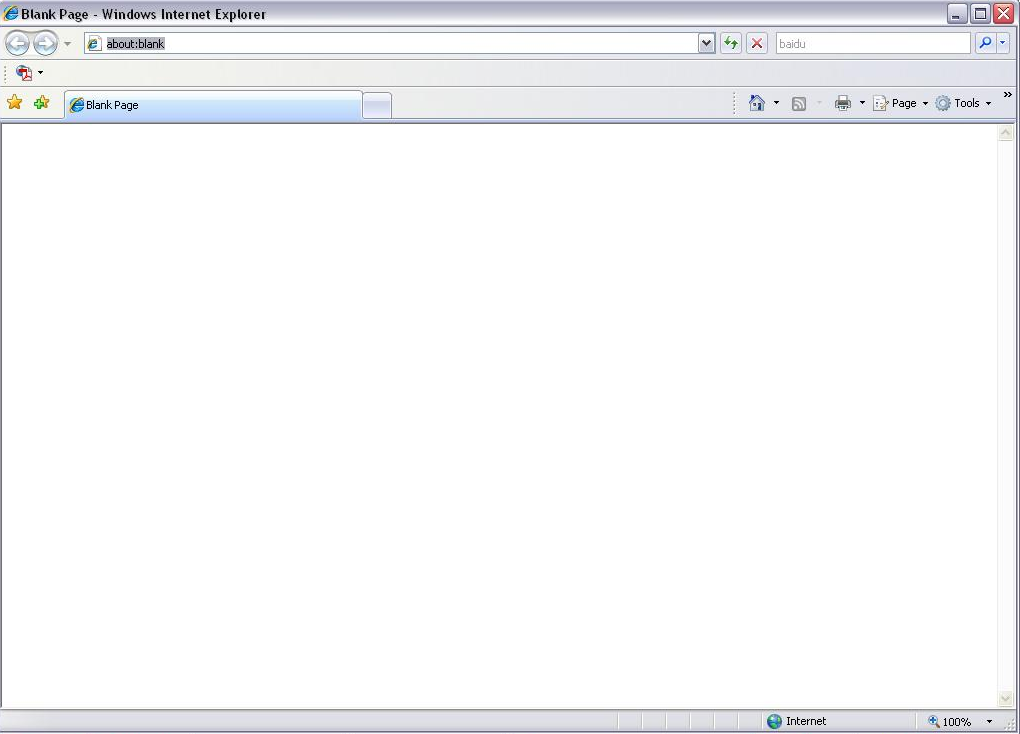 Blank Page - Windows Internet Explorer
about:blank
baidu
Blank Page
Page
Tools
Internet
100%